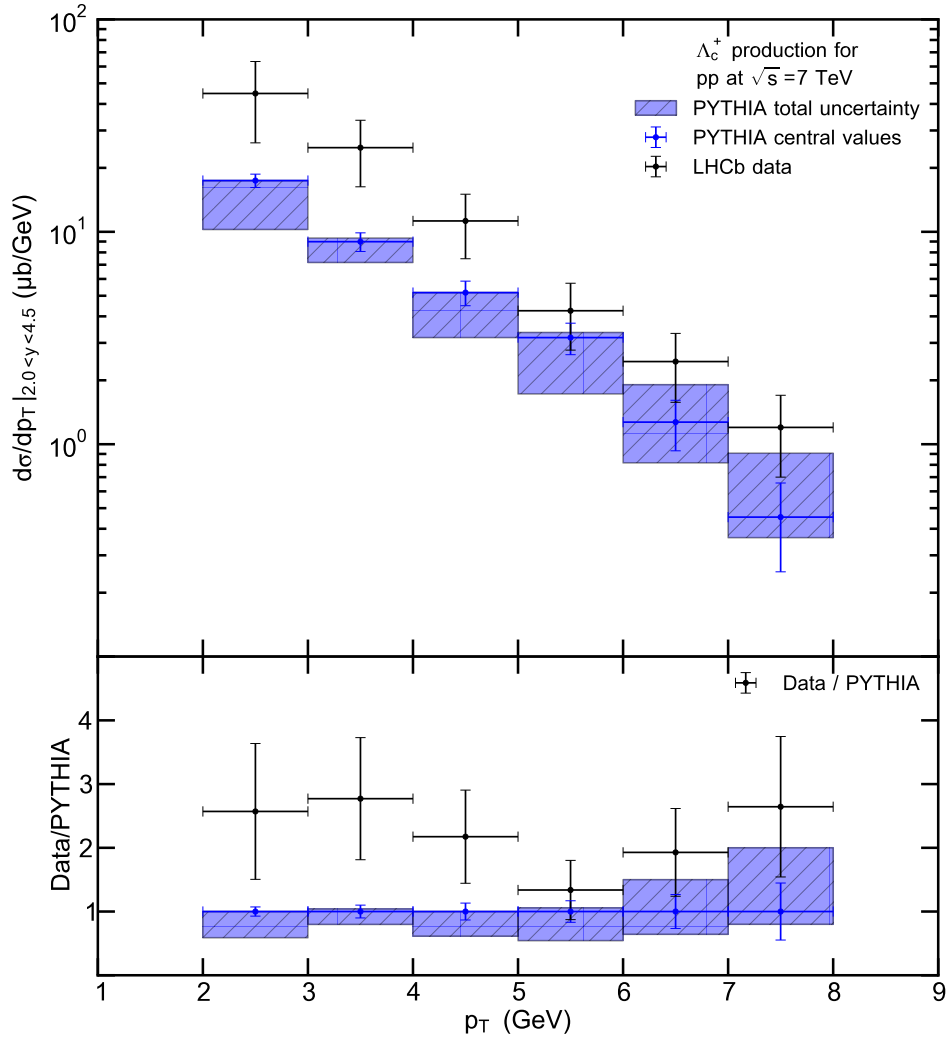 10²
Λc⁺ production for
pp at √s =7 TeV
PYTHIA total uncertainty
PYTHIA central values
LHCb data
10¹
10⁰
dσ/dpT |2.0<y<4.5 (μb/GeV)
Data / PYTHIA
4
3
2
1
Data/PYTHIA
1 2 3 4 5 6 7 8 9
pT (GeV)